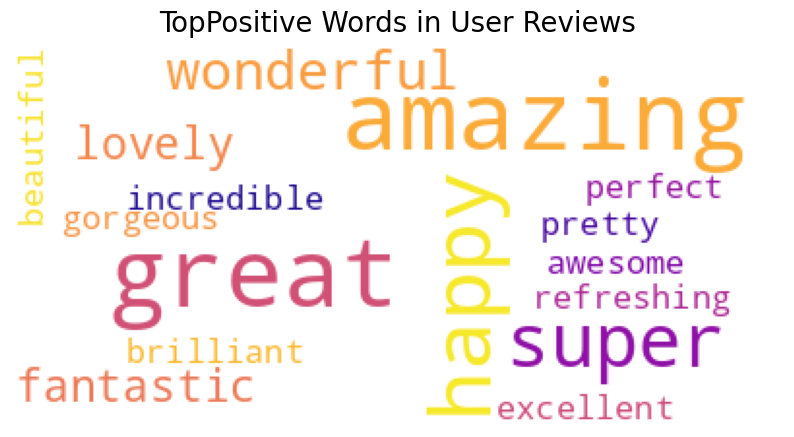 TopPositive Words in User Reviews
beautiful
wonderful
amazing
lovely
perfect
incredible
gorgeous
pretty
happy
awesome
great
refreshing
super
brilliant
fantastic
excellent